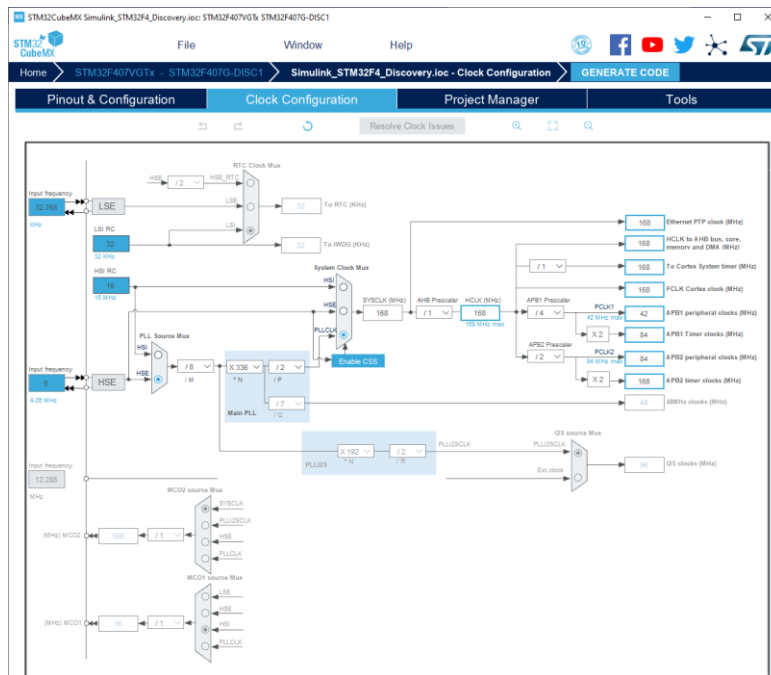 STM32CubeMX Simulink_STM32F4_Discovery.ioc: STM32F407VGTx STM32F407G-DISC1
STM32 CubeMX
File Window Help
10
ST
Home STM32F407VGTx - STM32F407G-DISC1 Simulink_STM32F4_Discovery.ioc - Clock Configuration GENERATE CODE
Pinout & Configuration Clock Configuration Project Manager Tools
Resolve Clock Issues
RTC Clock Mux
HSE / 2 HSE_RTC
Input frequency
32.768 LSE LSE 32 To RTC (KHz)
KHz
LSI RC LSI
32 32 To IWDG (KHz)
32 KHz
HSI RC System Clock Mux
16 HSI
16 MHz
HSE SYSCLK (MHz) AHB Prescaler HCLK (MHz) APB1 Prescaler
PLLCLK 168 / 1 168 / 4
168 MHz max
168 Ethernet PTP clock (MHz)
168 HCLK to AHB bus, core, memory and DMA (MHz)
/ 1 168 To Cortex System timer (MHz)
168 FCLK Cortex clock (MHz)
PCLK1 42 APB1 peripheral clocks (MHz)
42 MHz max
X 2 84 APB1 Timer clocks (MHz)
APB2 Prescaler
/ 2 PCLK2 84 APB2 peripheral clocks (MHz)
84 MHz max
X 2 168 APB2 timer clocks (MHz)
48 48MHz clocks (MHz)
PLL Source Mux
HSI
HSE / 8 X 336 / 2 Enable CSS
/ M * N / P
Input frequency
8 HSE
4-26 MHz
Main PLL / 7
/ Q
I2S source Mux
X 192 / 2 PLLI2SCLK PLLI2SCLK
PLLI2S * N / R
Ext.clock 96 I2S clocks (MHz)
Input frequency
12.288
MHz
MCO2 source Mux
SYSCLK
PLLI2SCLK
(MHz) MCO2 168 / 1 HSE
PLLCLK
MCO1 source Mux
LSE
HSE
(MHz) MCO1 16 / 1 HSI
PLLCLK